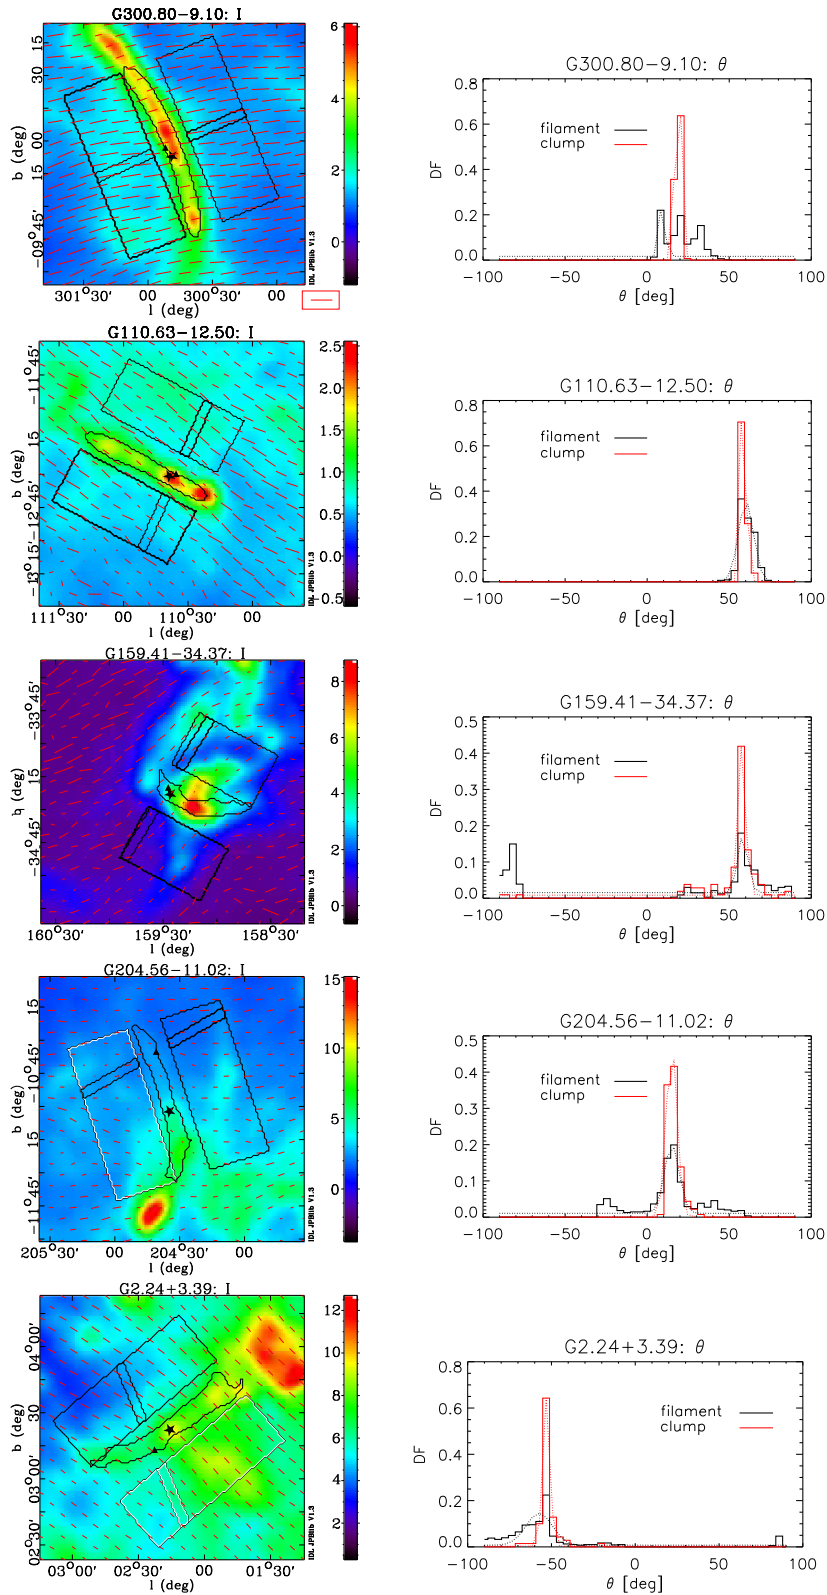 G300.80−9.10: I
15
30
00
15
−09°45'
b (deg)
301°30' 00 300°30' 00
l (deg)
6
4
2
0
IDL JPBlib V1.3
G300.80−9.10: θ
0.8
0.6
0.4
0.2
0.0
DF
filament
clump
−100 −50 0 50 100
θ [deg]
G110.63−12.50: I
−11°45'
15
−12°45'
−13°15'
b (deg)
111°30' 00 110°30' 00
l (deg)
2.5
2.0
1.5
1.0
0.5
0.0
−0.5
IDL JPBlib V1.3
G110.63−12.50: θ
0.8
0.6
0.4
0.2
0.0
DF
filament
clump
−100 −50 0 50 100
θ [deg]
G159.41−34.37: I
−33°45'
15
−34°45'
b (deg)
160°30' 159°30' 158°30'
l (deg)
8
6
4
2
0
IDL JPBlib V1.3
G159.41−34.37: θ
0.5
0.4
0.3
0.2
0.1
0.0
DF
filament
clump
−100 −50 0 50 100
θ [deg]
G204.56−11.02: I
15
−10°45'
15
−11°45'
b (deg)
205°30' 00 204°30' 00
l (deg)
15
10
5
0
IDL JPBlib V1.3
G204.56−11.02: θ
0.5
0.4
0.3
0.2
0.1
0.0
DF
filament
clump
−100 −50 0 50 100
θ [deg]
G2.24+3.39: I
04°00'
30
03°00'
02°30'
b (deg)
03°00' 02°30' 00 01°30'
l (deg)
12
10
8
6
4
2
IDL JPBlib V1.3
G2.24+3.39: θ
0.8
0.6
0.4
0.2
0.0
DF
filament
clump
−100 −50 0 50 100
θ [deg]